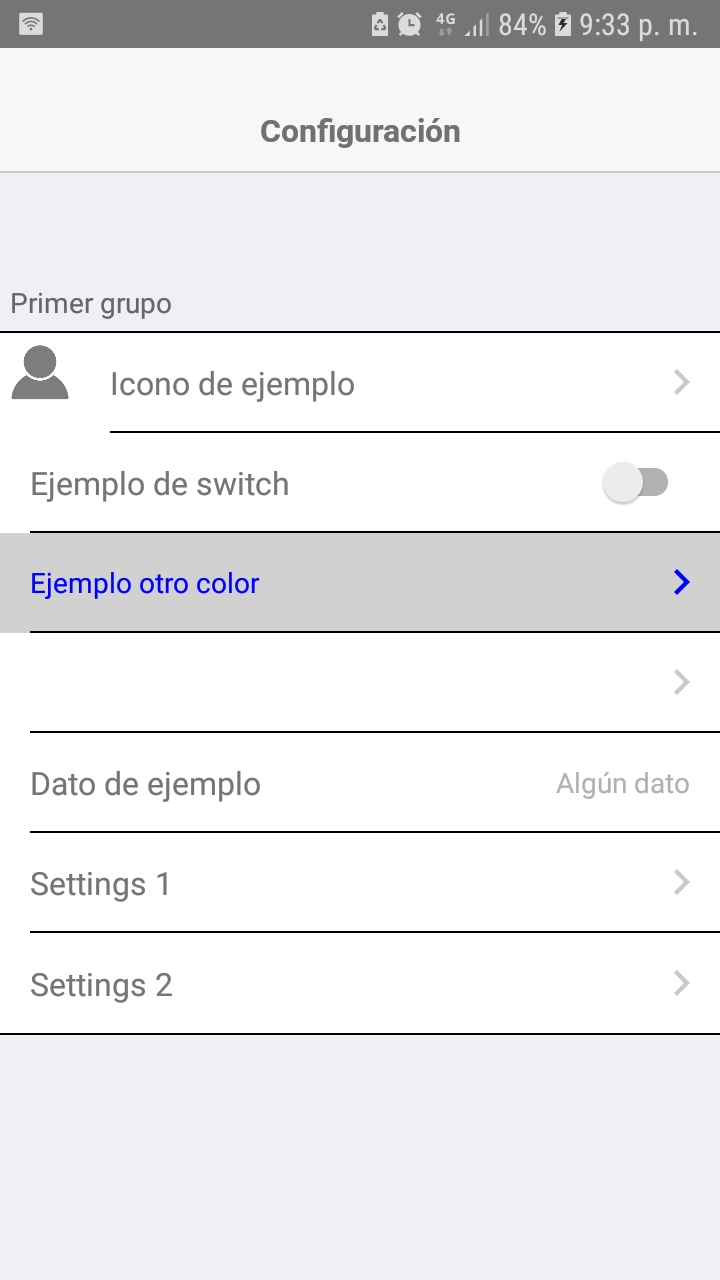 4G 84% 9:33 p. m.
Configuración
Primer grupo
Icono de ejemplo
Ejemplo de switch
Ejemplo otro color
Dato de ejemplo Algún dato
Settings 1
Settings 2